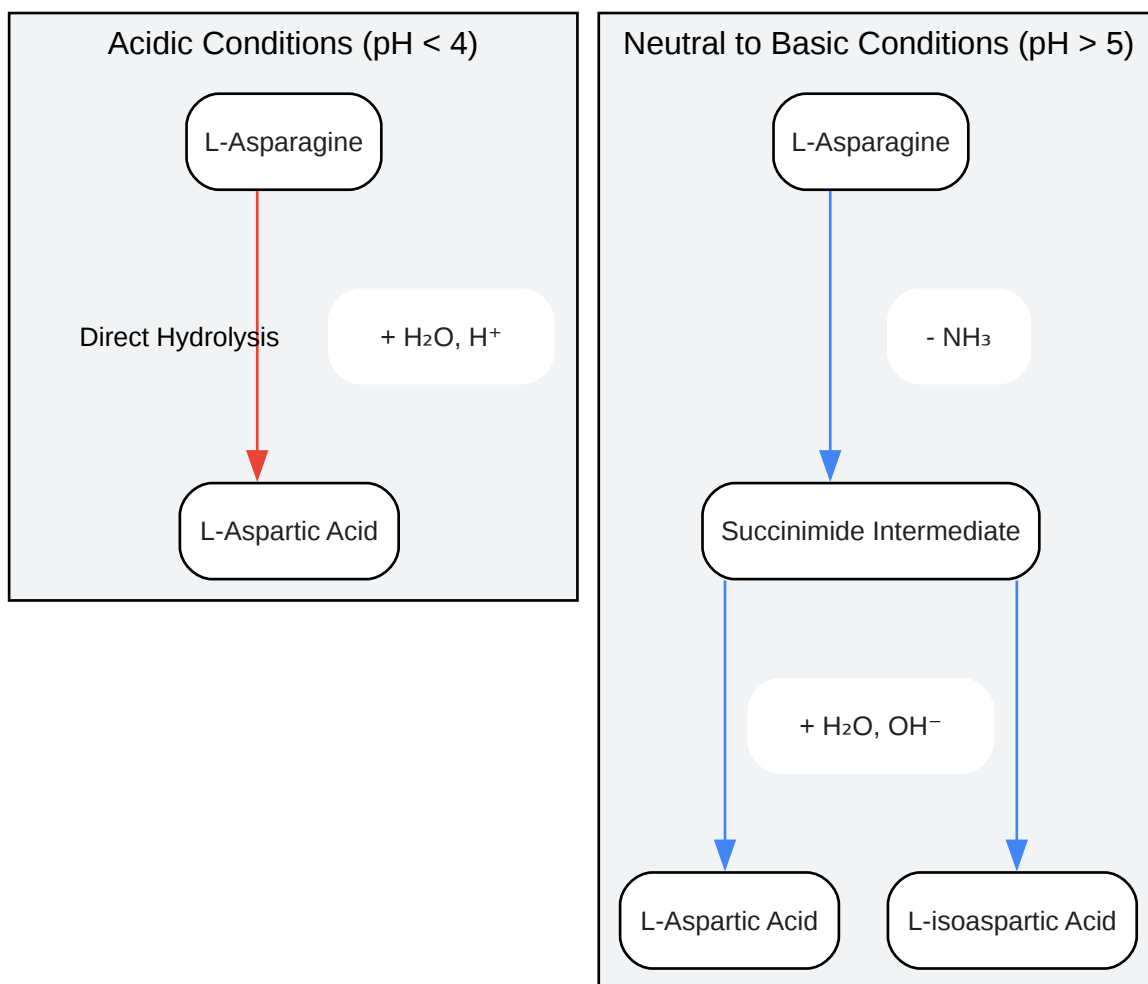 Acidic Conditions (pH < 4)
L-Asparagine
Direct Hydrolysis
+ H₂O, H⁺
L-Aspartic Acid
Neutral to Basic Conditions (pH > 5)
L-Asparagine
- NH₃
Succinimide Intermediate
+ H₂O, OH⁻
L-Aspartic Acid
L-isoaspartic Acid